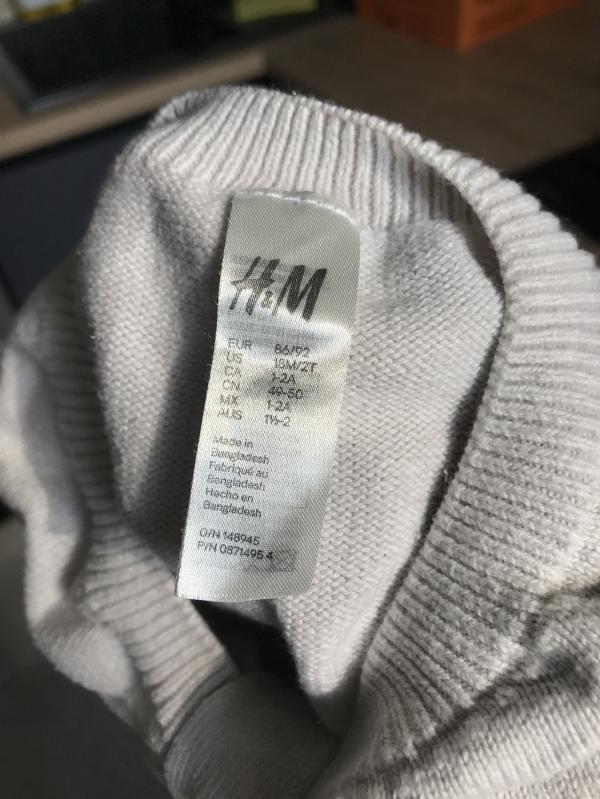 H&M
EUR 86/92
US 18M/2T
CA 1-2A
CN 49-50
MX 1-2A
AUS 1½-2
Made in
Bangladesh
Fabriqué au
Bangladesh
Hecho en
Bangladesh
O/N 148945
P/N 0871495 4